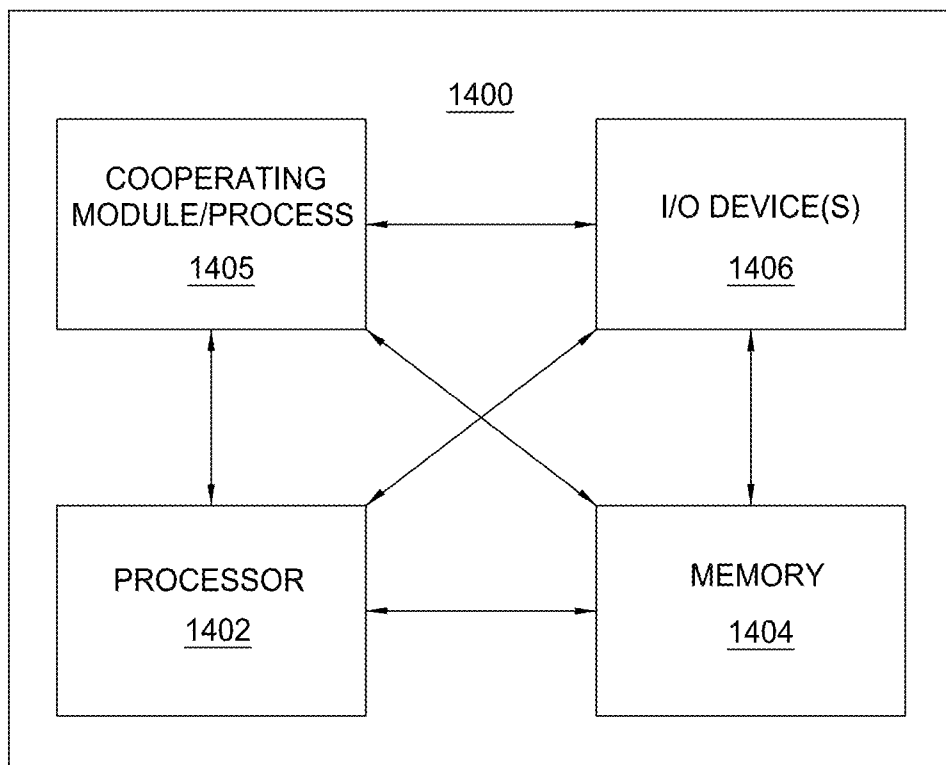 1400
COOPERATING
MODULE/PROCESS
1405
I/O DEVICE(S)
1406
PROCESSOR
1402
MEMORY
1404